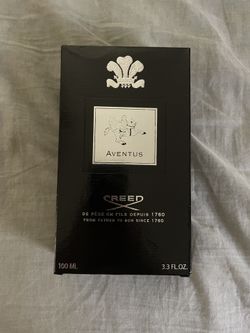 AVENTUS
CREED
DE PÈRE EN FILS DEPUIS 1760
FROM FATHER TO SON SINCE 1760
100 ML 3.3 FL.OZ.